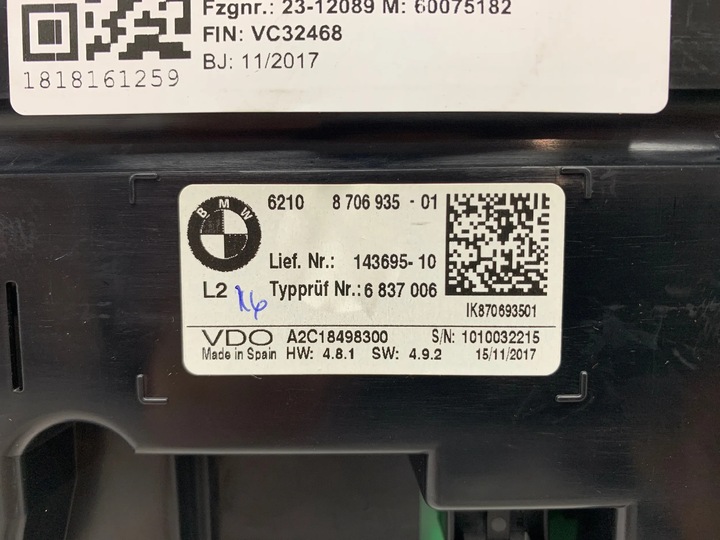 Fzgnr.: 23-12089 M: 60075182
FIN: VC32468
BJ: 11/2017
1818161259
BMW
6210 8 706 935 - 01
Lief. Nr.: 143695- 10
L2 Typprüf Nr.: 6 837 006
IK870693501
VDO A2C18498300 S/N: 1010032215
Made in Spain HW: 4.8.1 SW: 4.9.2 15/11/2017